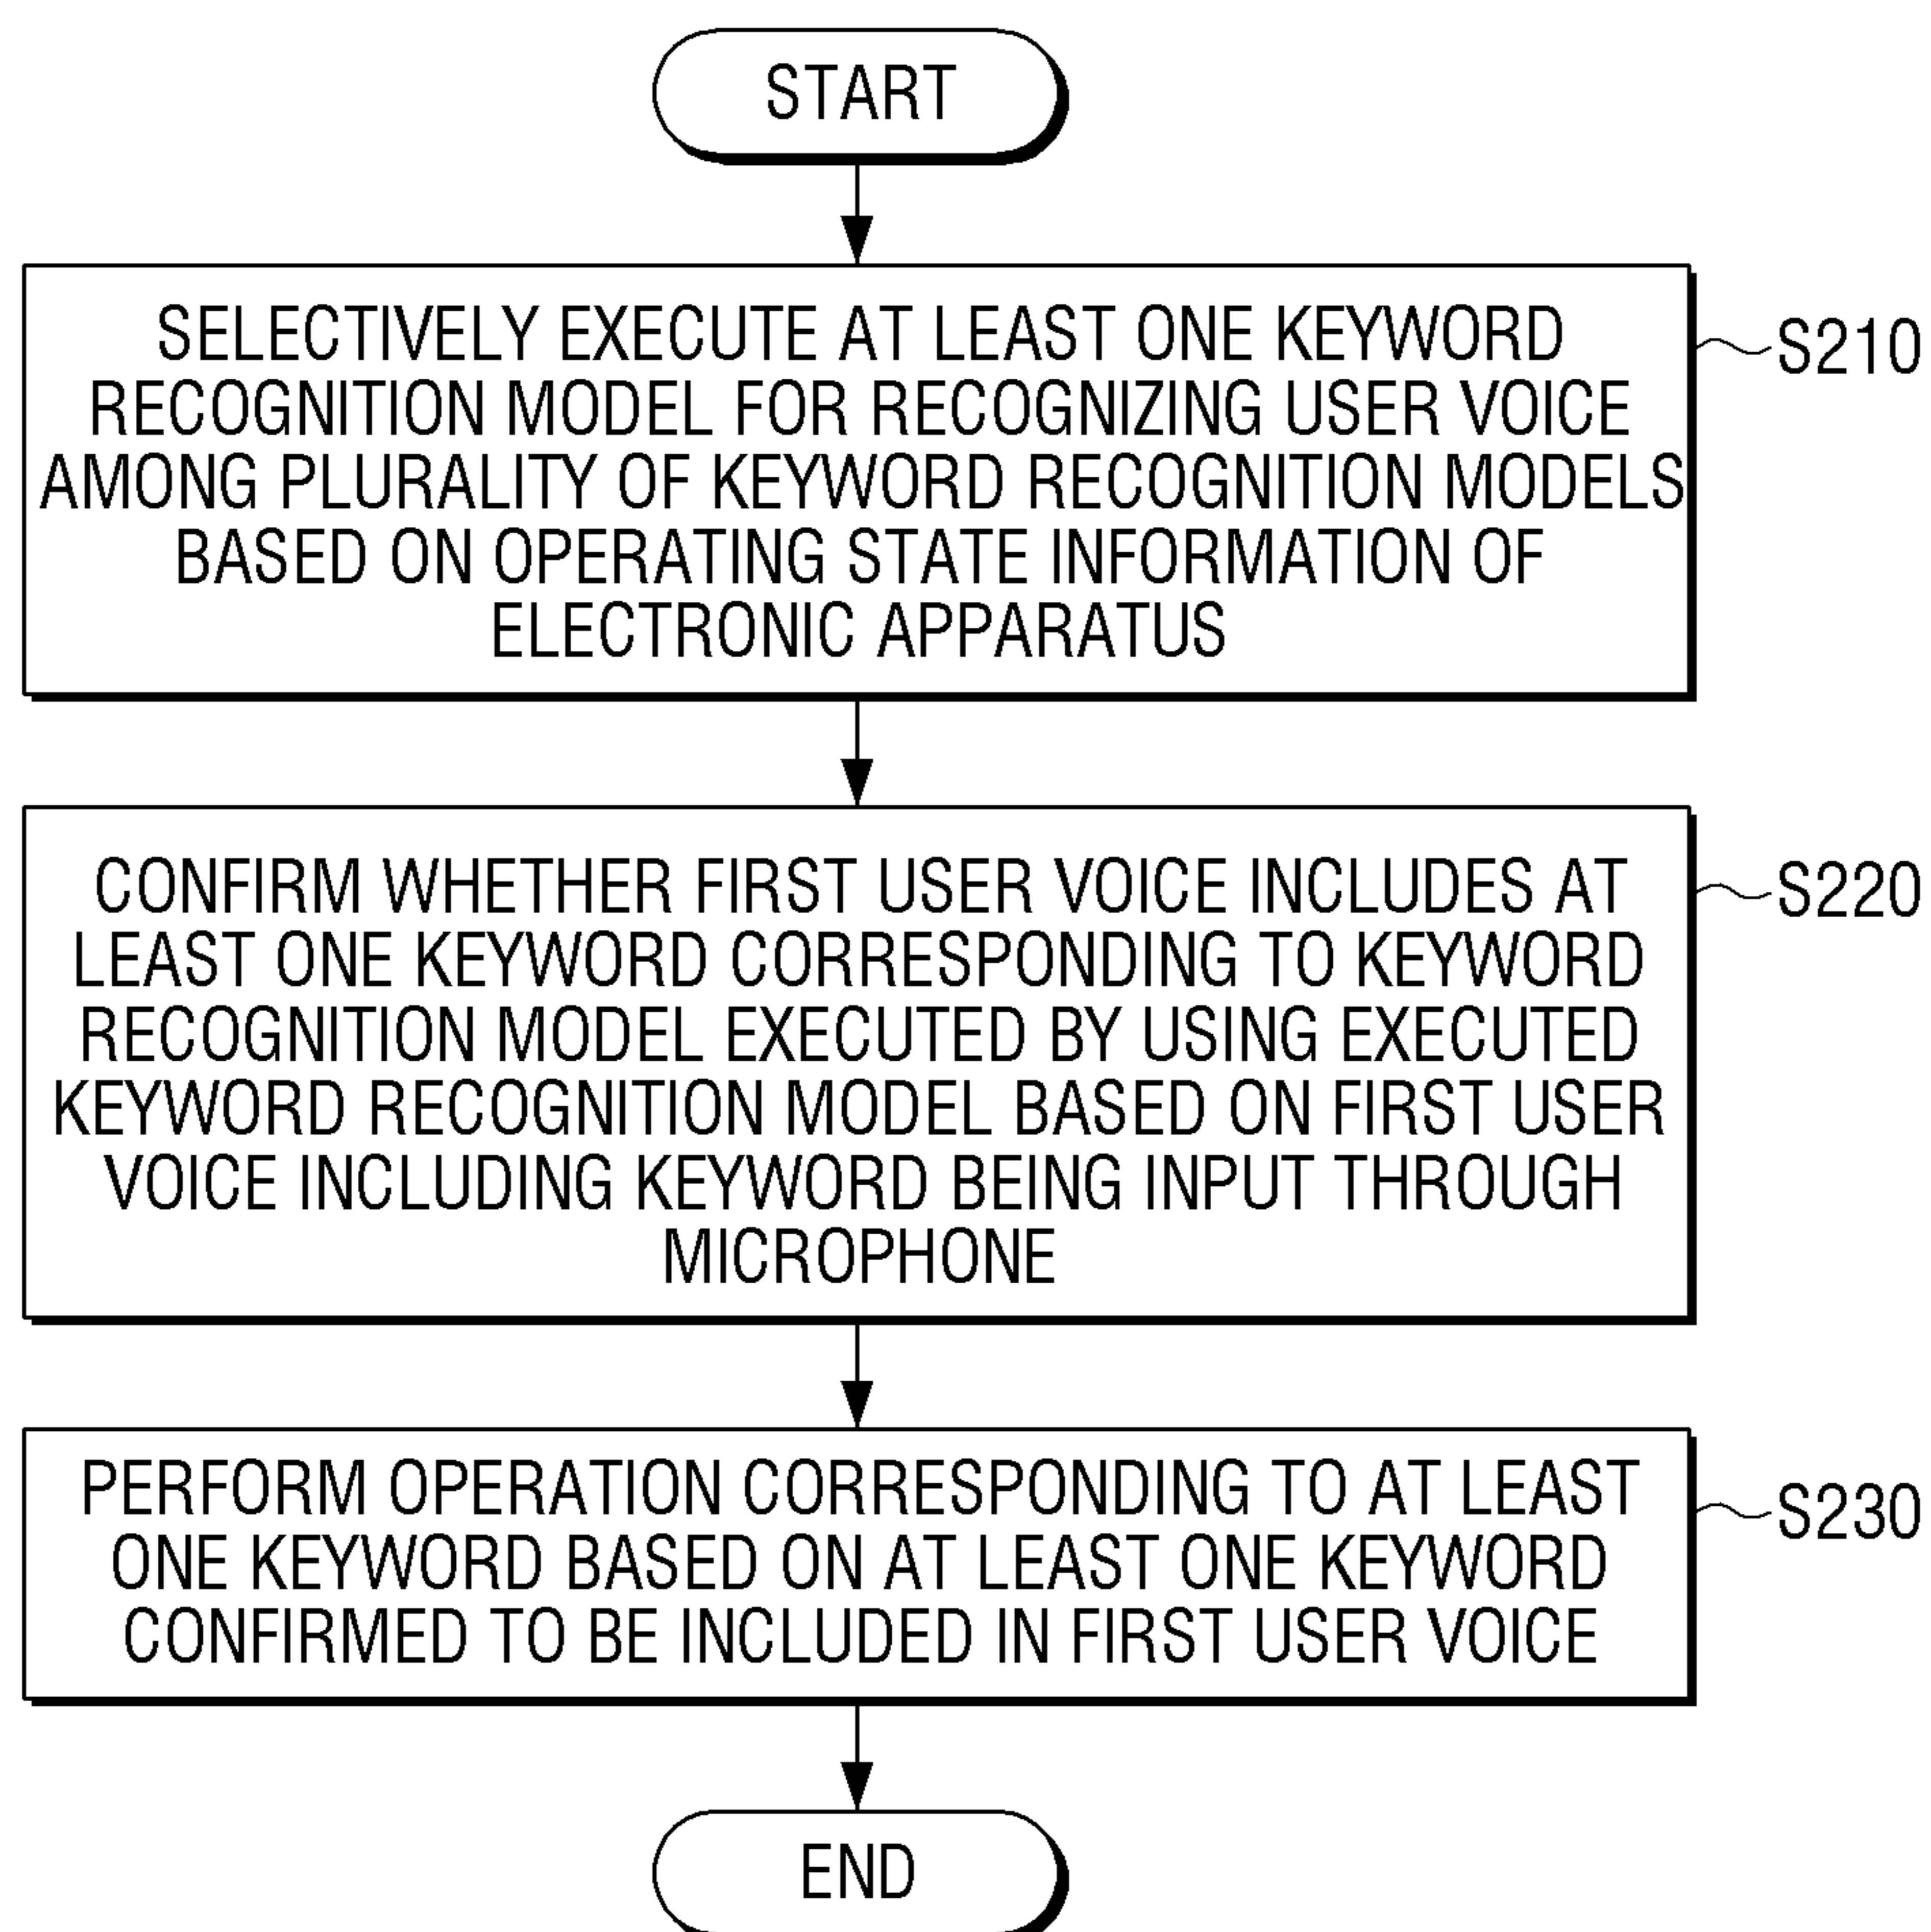 START
SELECTIVELY EXECUTE AT LEAST ONE KEYWORD
RECOGNITION MODEL FOR RECOGNIZING USER VOICE
AMONG PLURALITY OF KEYWORD RECOGNITION MODELS
BASED ON OPERATING STATE INFORMATION OF
ELECTRONIC APPARATUS
S210
CONFIRM WHETHER FIRST USER VOICE INCLUDES AT
LEAST ONE KEYWORD CORRESPONDING TO KEYWORD
RECOGNITION MODEL EXECUTED BY USING EXECUTED
KEYWORD RECOGNITION MODEL BASED ON FIRST USER
VOICE INCLUDING KEYWORD BEING INPUT THROUGH
MICROPHONE
S220
PERFORM OPERATION CORRESPONDING TO AT LEAST
ONE KEYWORD BASED ON AT LEAST ONE KEYWORD
CONFIRMED TO BE INCLUDED IN FIRST USER VOICE
S230
END